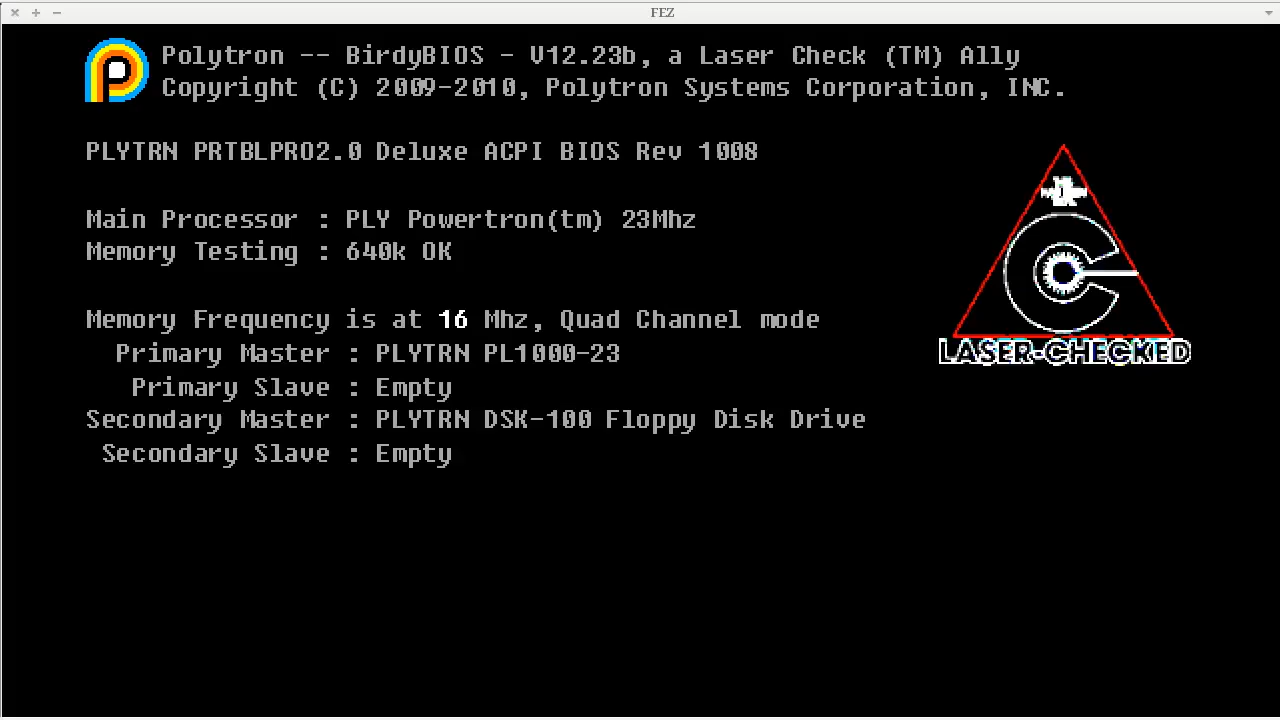 FEZ
Polytron -- BirdyBIOS - V12.23b, a Laser Check (TM) Ally
Copyright (C) 2009-2010, Polytron Systems Corporation, INC.
PLYTRN PRTBLPRO2.0 Deluxe ACPI BIOS Rev 1008
Main Processor : PLY Powertron(tm) 23Mhz
Memory Testing : 640k OK
Memory Frequency is at 16 Mhz, Quad Channel mode
Primary Master : PLYTRN PL1000-23
Primary Slave : Empty
Secondary Master : PLYTRN DSK-100 Floppy Disk Drive
Secondary Slave : Empty
LASER-CHECKED